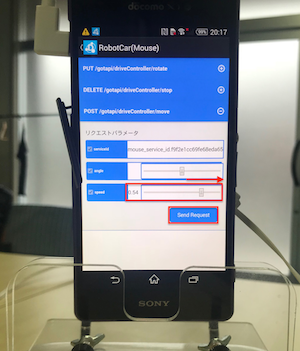 docomo
20:17
RobotCar(Mouse)
PUT /gotapi/driveController/rotate
DELETE /gotapi/driveController/stop
POST /gotapi/driveController/move
リクエストパラメータ
serviceId mouse_service_id.f9f2e1cc69fe68eda65
angle
speed 0.54
Send Request
SONY